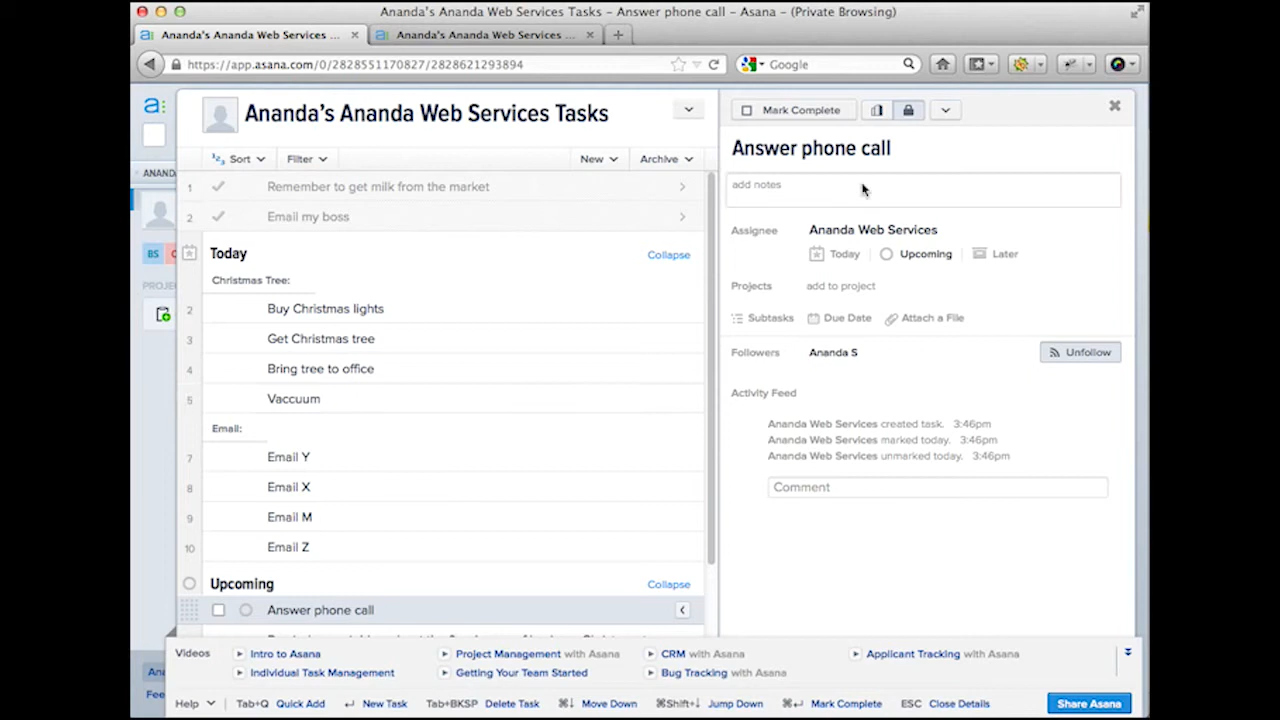 Ananda's Ananda Web Services Tasks – Answer phone call – Asana – (Private Browsing)
Ananda's Ananda Web Services ...
Ananda's Ananda Web Services ...
https://app.asana.com/0/2828551170827/2828621293894
Google
a:
Ananda's Ananda Web Services Tasks
Mark Complete
Answer phone call
Sort
Filter
New
Archive
ANAND
1 Remember to get milk from the market
2 Email my boss
add notes
Assignee Ananda Web Services
Today Upcoming Later
BS
Today Collapse
Christmas Tree:
PROJE
Projects add to project
2 Buy Christmas lights
Subtasks Due Date Attach a File
3 Get Christmas tree
Followers Ananda S Unfollow
4 Bring tree to office
5 Vaccuum
Activity Feed
Ananda Web Services created task. 3:46pm
Ananda Web Services marked today. 3:46pm
Ananda Web Services unmarked today. 3:46pm
Comment
Email:
7 Email Y
8 Email X
9 Email M
10 Email Z
Upcoming Collapse
Answer phone call
Videos Intro to Asana Project Management with Asana CRM with Asana Applicant Tracking with Asana
Individual Task Management Getting Your Team Started Bug Tracking with Asana
Ana
Fee
Help Tab+Q Quick Add ↵ New Task Tab+BKSP Delete Task ⌘↓ Move Down ⌘Shift+↓ Jump Down ⌘↵ Mark Complete ESC Close Details
Share Asana